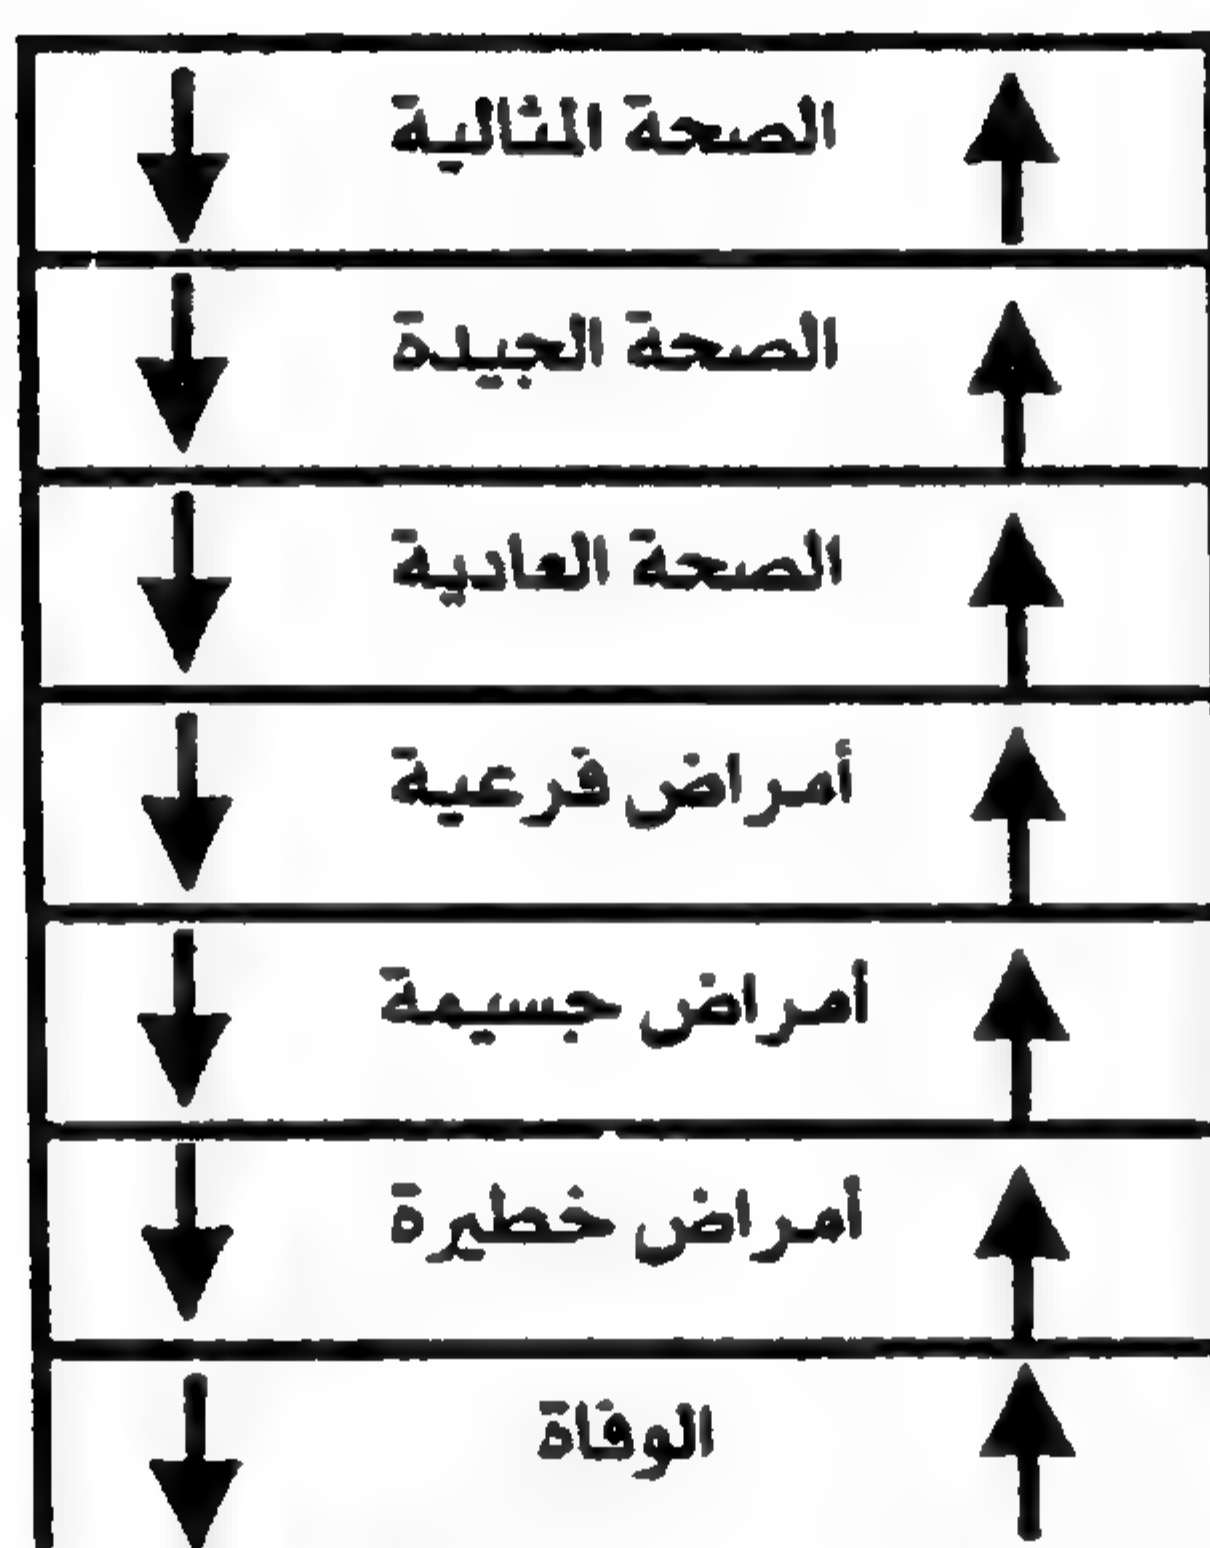 الصحة المثالية
الصحة الجيدة
الصحة العادية
أمراض فرعية
أمراض جسيمة
أمراض خطيرة
الوفاة